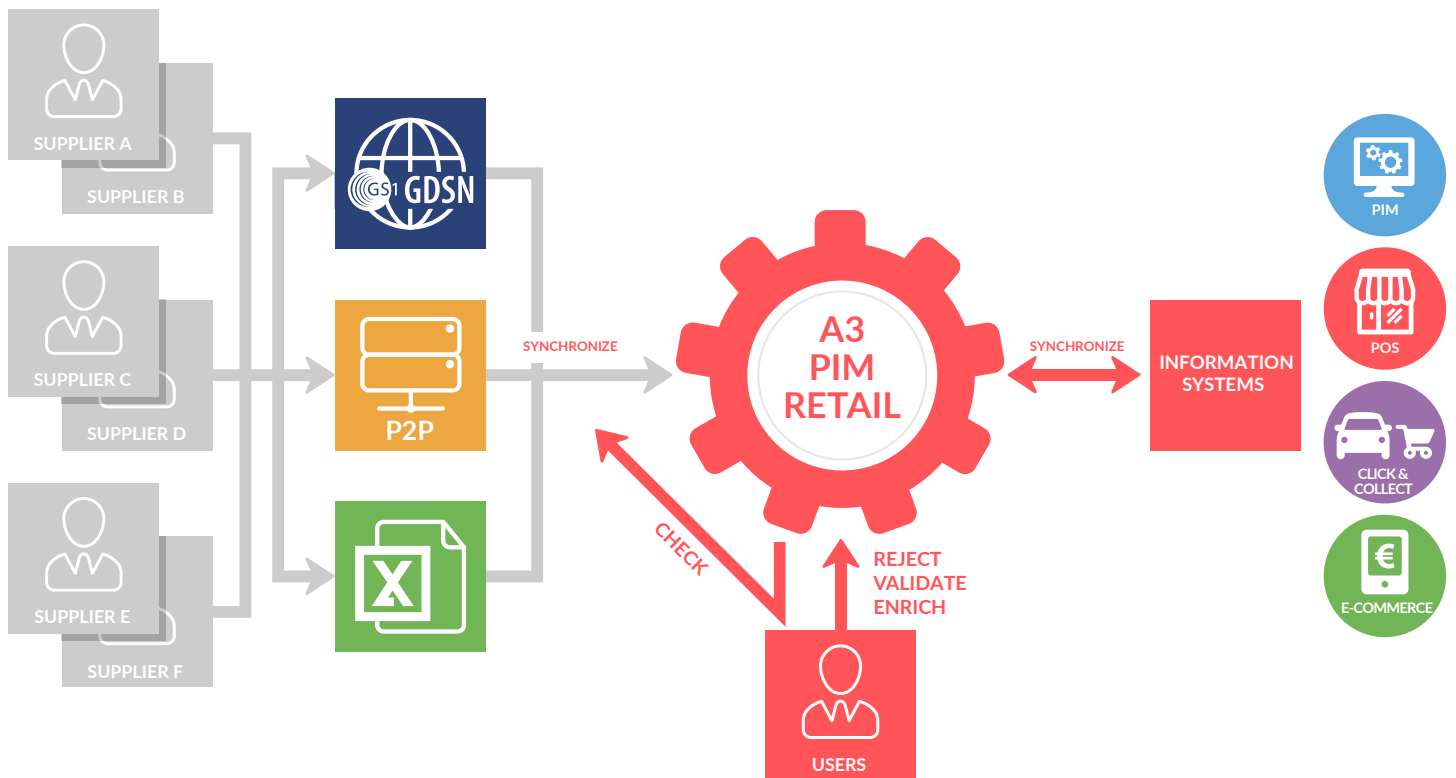 SUPPLIER A
SUPPLIER B
SUPPLIER C
SUPPLIER D
SUPPLIER E
SUPPLIER F
GS1 GDSN
P2P
X
SYNCHRONIZE
A3
PIM
RETAIL
CHECK
REJECT
VALIDATE
ENRICH
USERS
SYNCHRONIZE
INFORMATION
SYSTEMS
PIM
POS
CLICK &
COLLECT
€
E-COMMERCE